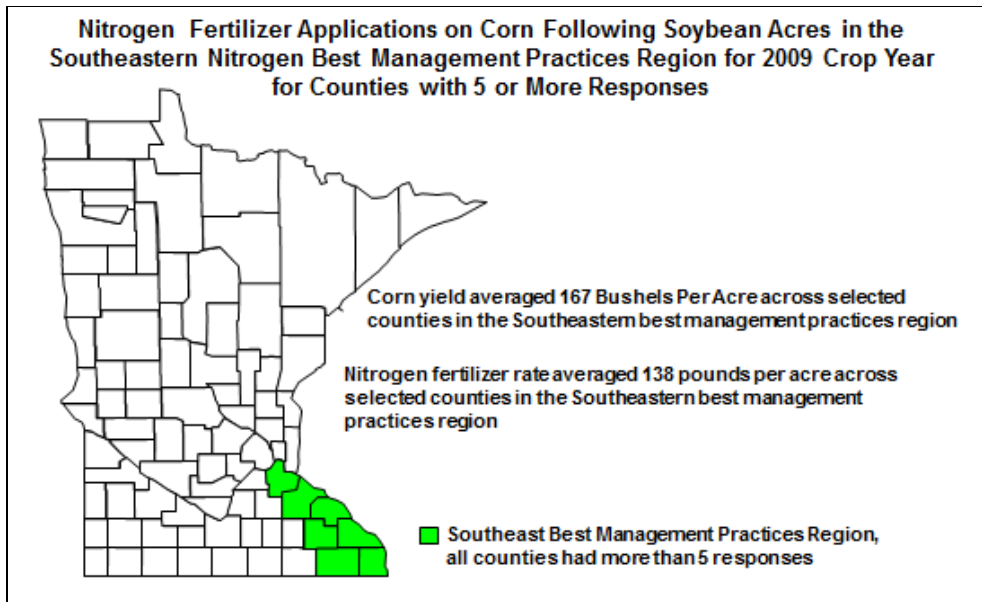 Nitrogen Fertilizer Applications on Corn Following Soybean Acres in the
Southeastern Nitrogen Best Management Practices Region for 2009 Crop Year
for Counties with 5 or More Responses
Corn yield averaged 167 Bushels Per Acre across selected
counties in the Southeastern best management practices region
Nitrogen fertilizer rate averaged 138 pounds per acre across
selected counties in the Southeastern best management
practices region
Southeast Best Management Practices Region,
all counties had more than 5 responses